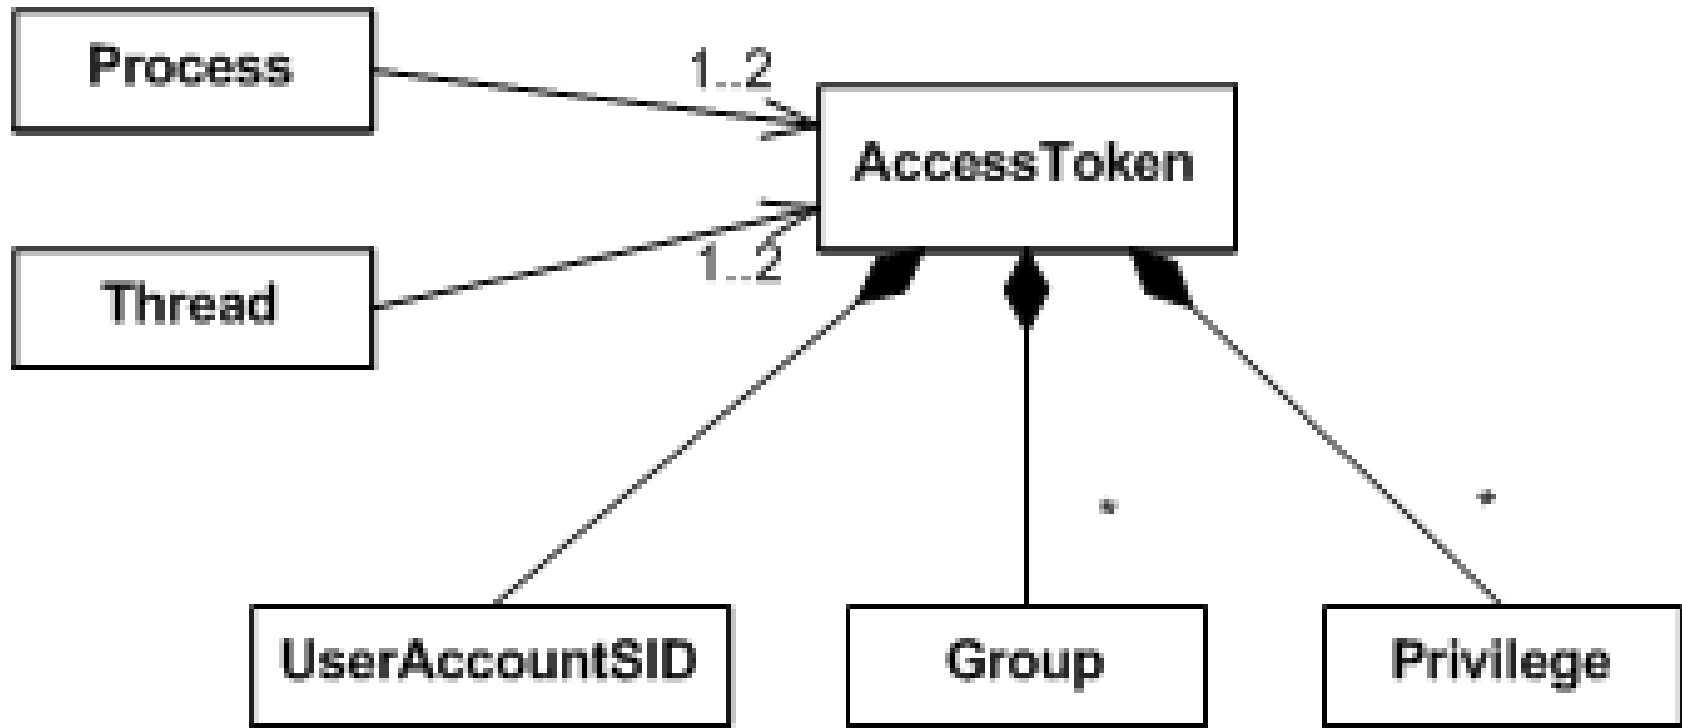 Process
1..2
AccessToken
Thread
1..2
*
*
UserAccountSID
Group
Privilege